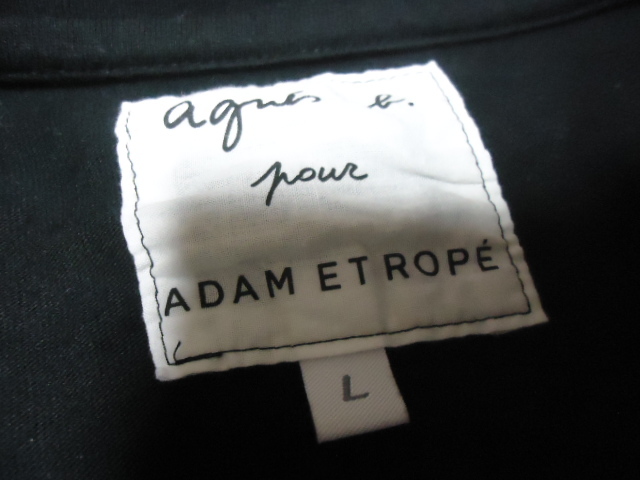 agnès b.
pour
ADAM ET ROPÉ
L